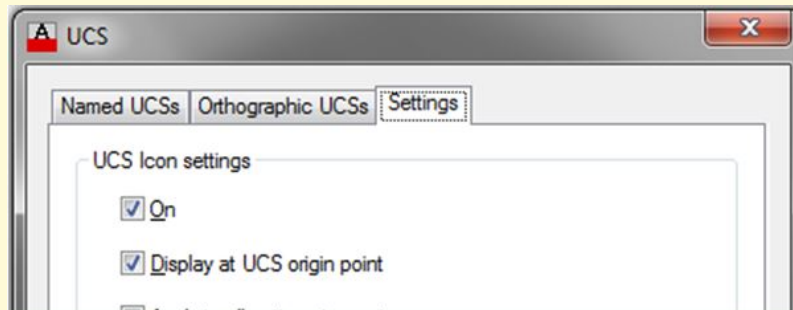 UCS
Named UCSs Orthographic UCSs Settings
UCS Icon settings
On
Display at UCS origin point